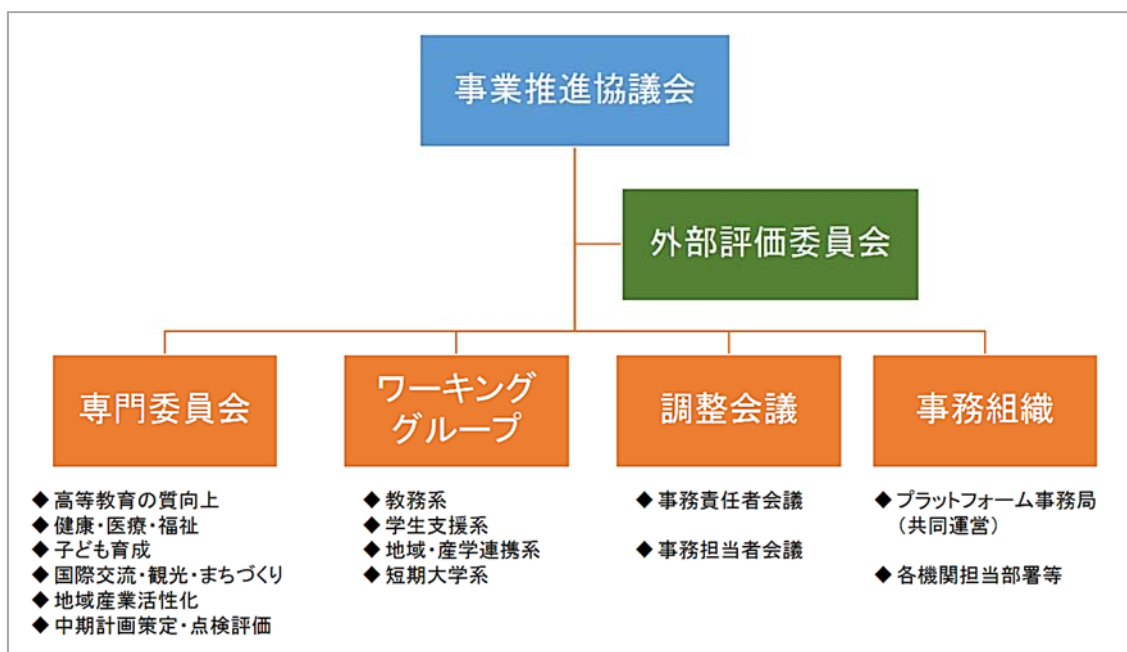 事業推進協議会
外部評価委員会
専門委員会
◆高等教育の質向上
◆健康・医療・福祉
◆子ども育成
◆国際交流・観光・まちづくり
◆地域産業活性化
◆中期計画策定・点検評価
ワーキング
グループ
◆教務系
◆学生支援系
◆地域・産学連携系
◆短期大学系
調整会議
◆事務責任者会議
◆事務担当者会議
事務組織
◆プラットフォーム事務局
（共同運営）
◆各機関担当部署等